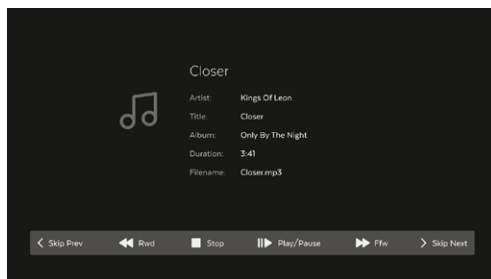 Closer
Artist: Kings Of Leon
Title: Closer
Album: Only By The Night
Duration: 3:41
Filename: Closer.mp3
Skip Prev Rwd Stop Play/Pause Ffw Skip Next